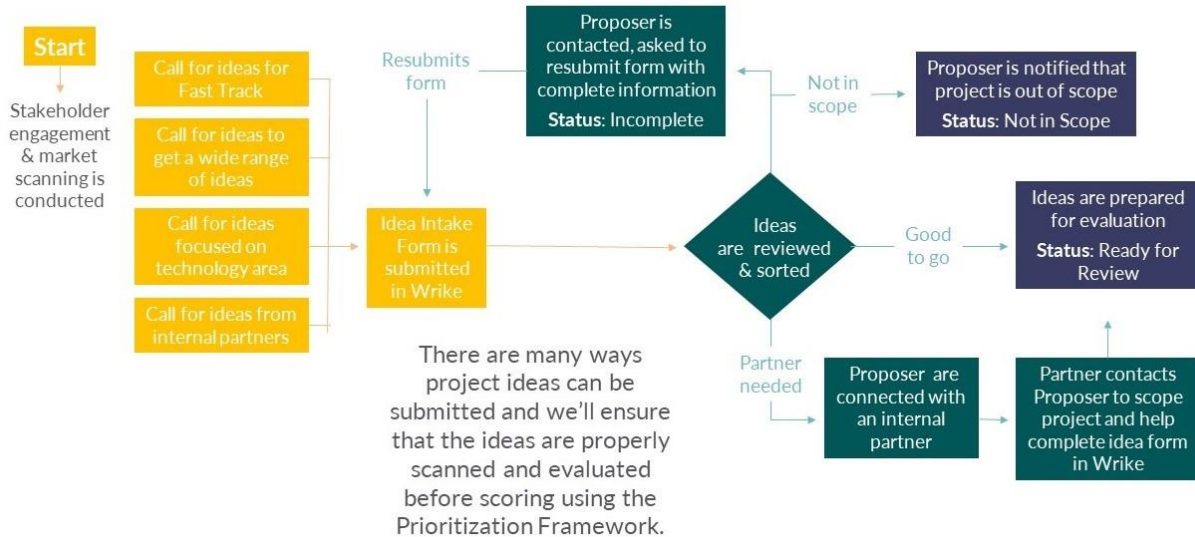 Start
Stakeholder
engagement
& market
scanning is
conducted
Call for ideas for
Fast Track
Call for ideas to
get a wide range
of ideas
Call for ideas
focused on
technology area
Call for ideas from
internal partners
Idea Intake
Form is
submitted
in Wrike
Resubmits
form
Proposer is
contacted, asked to
resubmit form with
complete information
Status: Incomplete
Not in
scope
Proposer is notified that
project is out of scope
Status: Not in Scope
Ideas
are reviewed
& sorted
Good
to go
Ideas are prepared
for evaluation
Status: Ready for
Review
Partner
needed
Proposer are
connected with
an internal
partner
Partner contacts
Proposer to scope
project and help
complete idea form
in Wrike
There are many ways
project ideas can be
submitted and we’ll ensure
that the ideas are properly
scanned and evaluated
before scoring using the
Prioritization Framework.